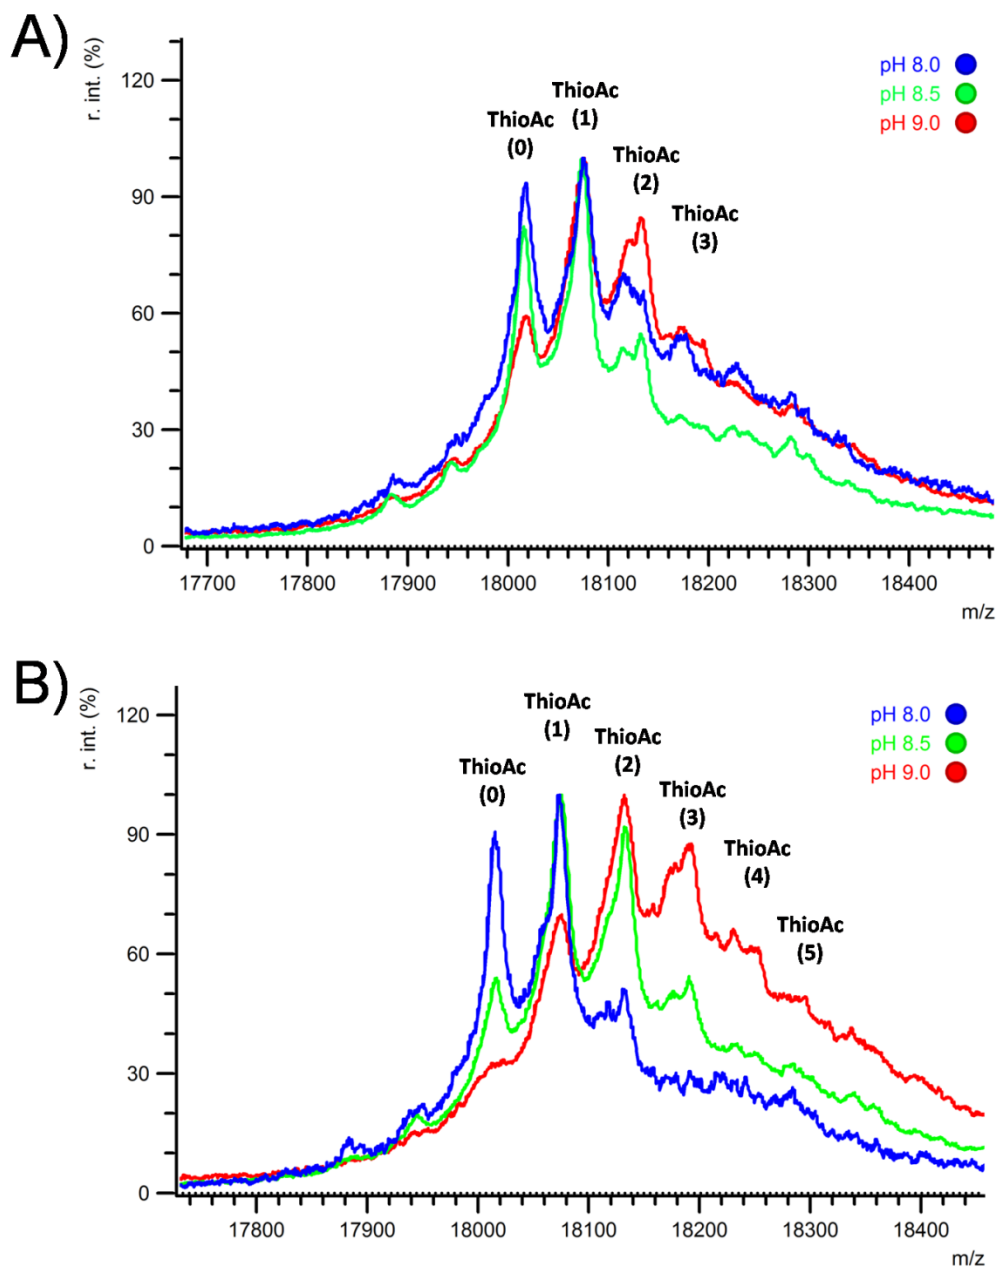 A)
r. int. (%)
120
90
60
30
0
ThioAc
(0)
ThioAc
(1)
ThioAc
(2)
ThioAc
(3)
pH 8.0
pH 8.5
pH 9.0
17700 17800 17900 18000 18100 18200 18300 18400
m/z
B)
r. int. (%)
120
90
60
30
0
ThioAc
(0)
ThioAc
(1)
ThioAc
(2)
ThioAc
(3)
ThioAc
(4)
ThioAc
(5)
pH 8.0
pH 8.5
pH 9.0
17800 17900 18000 18100 18200 18300 18400
m/z